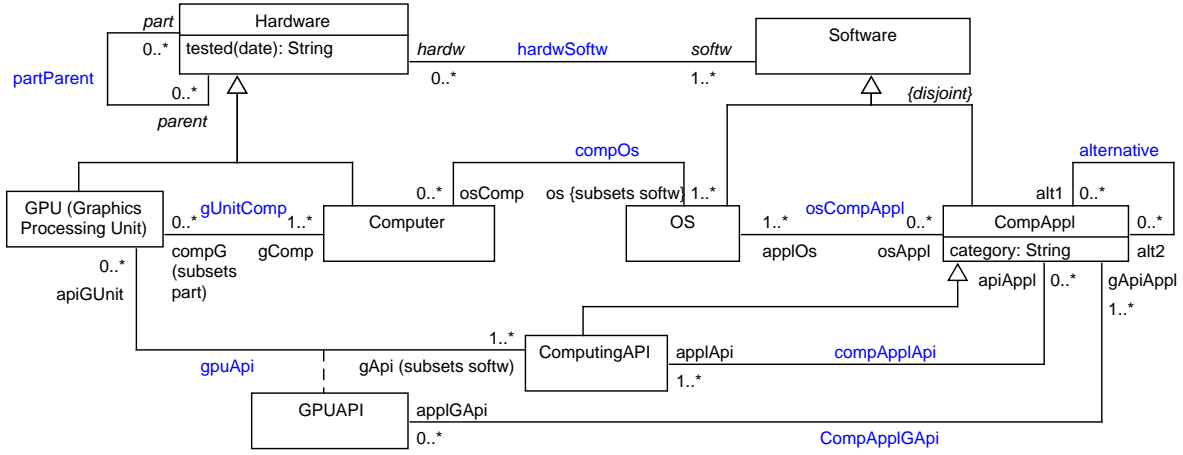 part
Hardware
Software
0..*
tested(date): String
hardw
hardwSoftw
softw
partParent
0..*
0..*
1..*
parent
{disjoint}
compOs
alternative
0..*
osComp
os {subsets softw}
1..*
alt1
0..*
GPU (Graphics
Processing Unit)
0..*
gUnitComp
1..*
Computer
OS
1..*
osCompAppl
0..*
CompAppl
0..*
compG
(subsets
part)
gComp
applOs
osAppl
category: String
alt2
0..*
apiGUnit
apiAppl
0..*
gApiAppl
1..*
1..*
gpuApi
gApi (subsets softw)
ComputingAPI
applApi
compApplApi
1..*
GPUAPI
applGApi
0..*
CompApplGApi